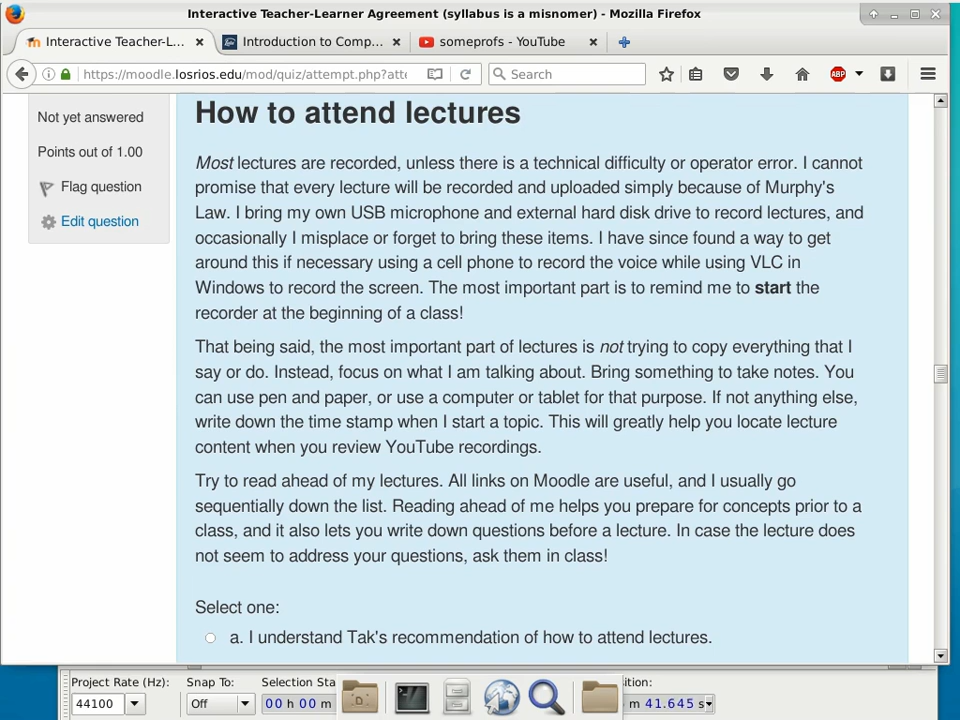 Interactive Teacher-Learner Agreement (syllabus is a misnomer) - Mozilla Firefox
Interactive Teacher-L... Introduction to Comp... someprofs - YouTube
https://moodle.losrios.edu/mod/quiz/attempt.php?atte Search ABP
How to attend lectures
Not yet answered
Points out of 1.00
Flag question
Edit question
Most lectures are recorded, unless there is a technical difficulty or operator error. I cannot
promise that every lecture will be recorded and uploaded simply because of Murphy's
Law. I bring my own USB microphone and external hard disk drive to record lectures, and
occasionally I misplace or forget to bring these items. I have since found a way to get
around this if necessary using a cell phone to record the voice while using VLC in
Windows to record the screen. The most important part is to remind me to start the
recorder at the beginning of a class!
That being said, the most important part of lectures is not trying to copy everything that I
say or do. Instead, focus on what I am talking about. Bring something to take notes. You
can use pen and paper, or use a computer or tablet for that purpose. If not anything else,
write down the time stamp when I start a topic. This will greatly help you locate lecture
content when you review YouTube recordings.
Try to read ahead of my lectures. All links on Moodle are useful, and I usually go
sequentially down the list. Reading ahead of me helps you prepare for concepts prior to a
class, and it also lets you write down questions before a lecture. In case the lecture does
not seem to address your questions, ask them in class!
Select one:
a. I understand Tak's recommendation of how to attend lectures.
Project Rate (Hz): Snap To: Selection Sta ition:
44100 Off 00 h 00 m m 41.645 s